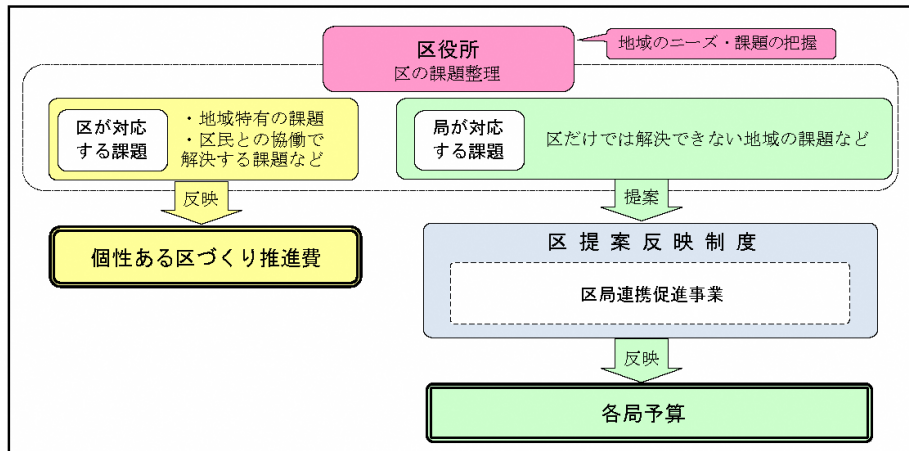 区役所
区の課題整理
地域のニーズ・課題の把握
区が対応
する課題
・地域特有の課題
・区民との協働で
解決する課題など
局が対応
する課題
区だけでは解決できない地域の課題など
反映
提案
個性ある区づくり推進費
区提案反映制度
区局連携促進事業
反映
各局予算